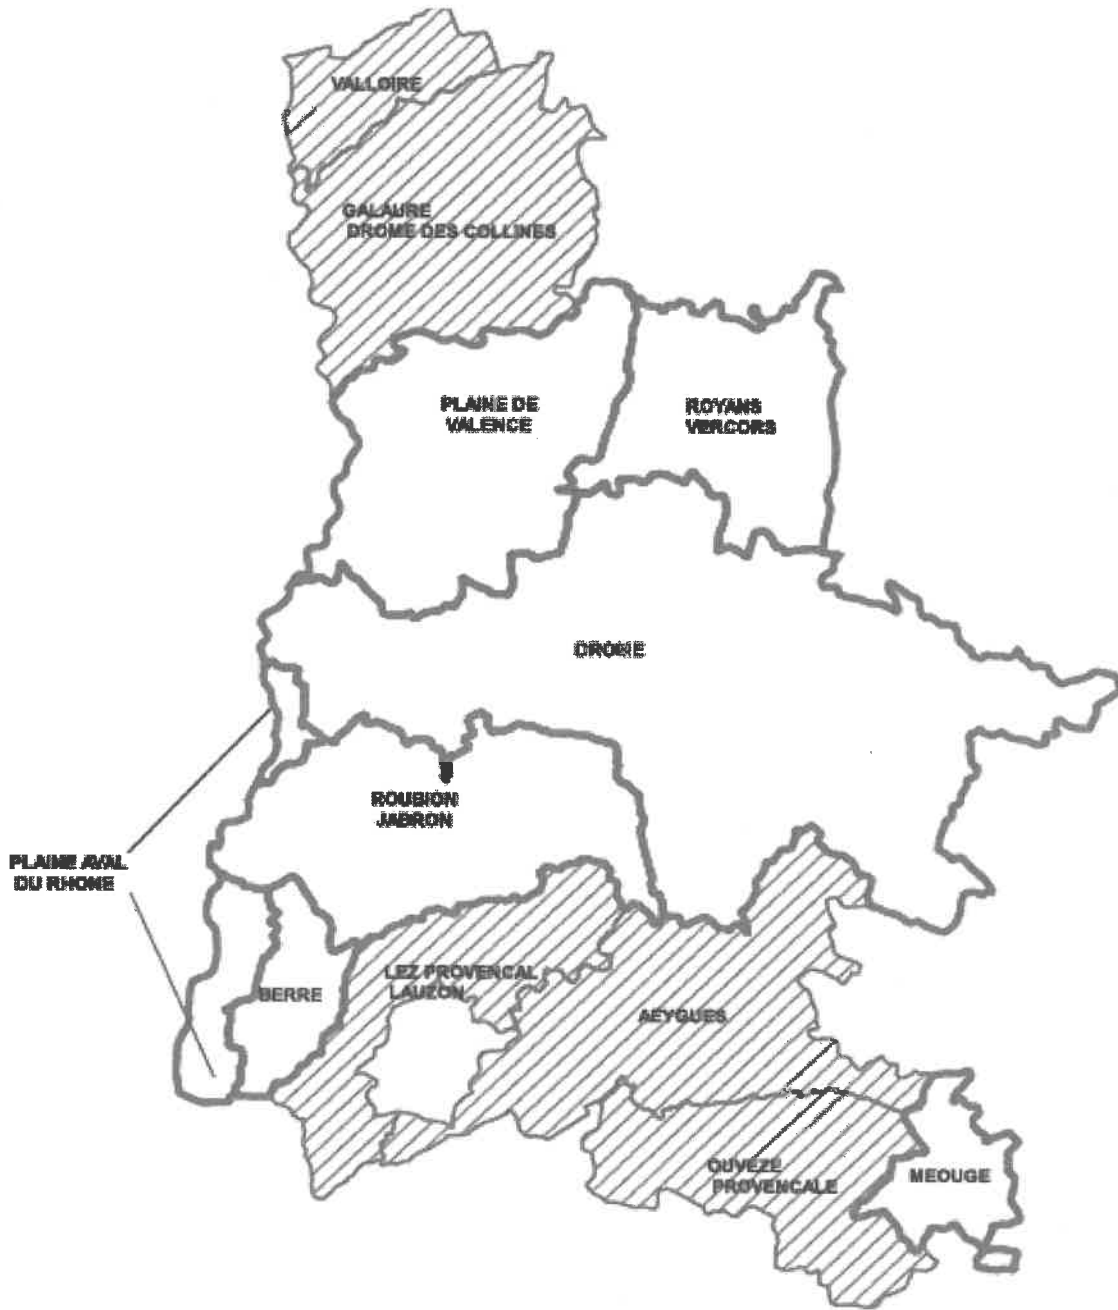 VALLOIRE
GALAURE
DROME DES COLLINES
PLAINE DE
VALENCE
ROYANS
VERCORS
DROME
ROUBION
JABRON
PLAINE AVAL
DU RHONE
LEZ PROVENCAL
LAUZON
BERRE
AEYGUES
OUVEZE
PROVENCALE
MEOUGE